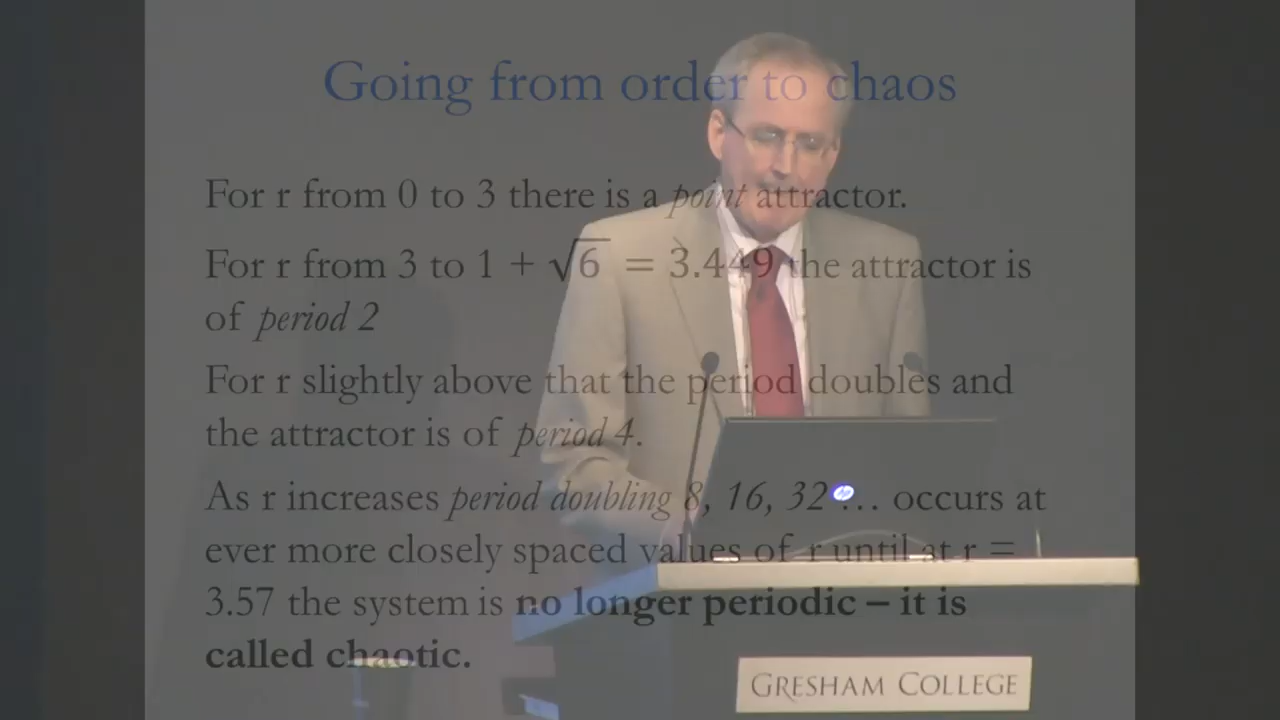 Going from order to chaos
For r from 0 to 3 there is a point attractor.
For r from 3 to 1 + √6 = 3.449 the attractor is
of period 2
For r slightly above that the period doubles and
the attractor is of period 4.
As r increases period doubling 8, 16, 32 … occurs at
ever more closely spaced values of r until at r =
3.57 the system is no longer periodic – it is
called chaotic.
hp
GRESHAM COLLEGE